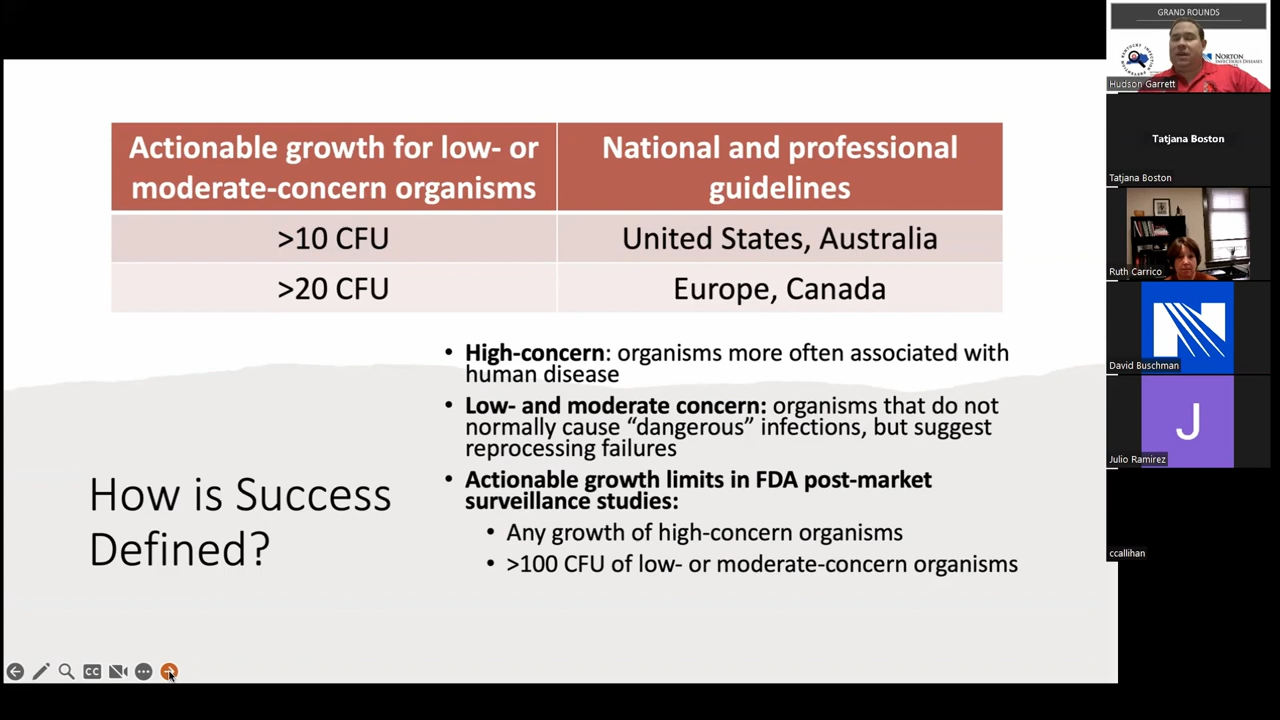 Actionable growth for low- or
moderate-concern organisms
National and professional
guidelines
>10 CFU
United States, Australia
>20 CFU
Europe, Canada
• High-concern: organisms more often associated with
human disease
• Low- and moderate concern: organisms that do not
normally cause “dangerous” infections, but suggest
reprocessing failures
• Actionable growth limits in FDA post-market
surveillance studies:
• Any growth of high-concern organisms
• >100 CFU of low- or moderate-concern organisms
How is Success
Defined?
CC
GRAND ROUNDS
NORTON
INFECTIOUS DISEASES
Hudson Garrett
Tatjana Boston
Tatjana Boston
Ruth Carrico
N
David Buschman
J
Julio Ramirez
ccallihan